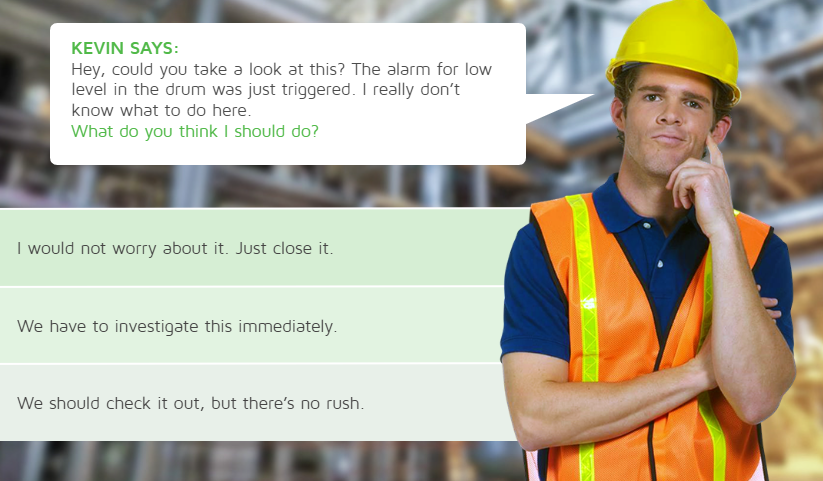 KEVIN SAYS:
Hey, could you take a look at this? The alarm for low
level in the drum was just triggered. I really don't
know what to do here.
What do you think I should do?
I would not worry about it. Just close it.
We have to investigate this immediately.
We should check it out, but there's no rush.